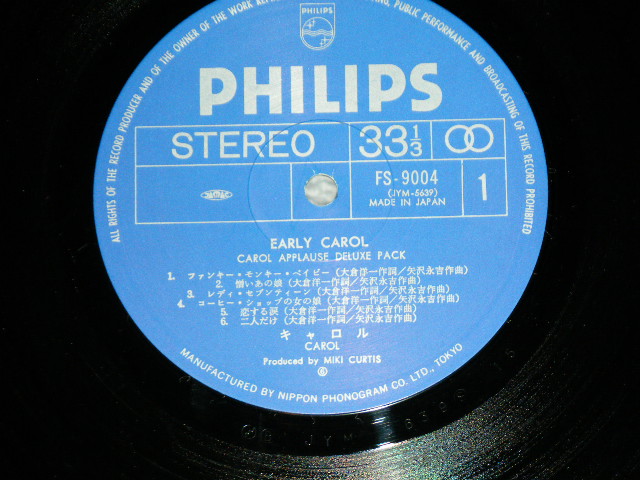 ALL RIGHTS OF THE RECORD PRODUCER AND OF THE OWNER OF THE WORK
PUBLIC PERFORMANCE AND BROADCASTING OF THIS RECORD PROHIBITED
PHILIPS
PHILIPS
STEREO
33 1/3
FS-9004
(JYM-5639)
MADE IN JAPAN
1
EARLY CAROL
CAROL APPLAUSE DELUXE PACK
1. ファンキー・モンキー・ベイビー (大倉洋一作詞/矢沢永吉作曲)
2. 憎いあの娘 (大倉洋一作詞/矢沢永吉作曲)
3. レディ・セブンティーン (大倉洋一作詞/矢沢永吉作曲)
4. コーヒー・ショップの女の娘 (大倉洋一作詞/矢沢永吉作曲)
5. 恋する涙 (大倉洋一作詞/矢沢永吉作曲)
6. 二人だけ (大倉洋一作詞/矢沢永吉作曲)
キャロル
CAROL
Produced by MIKI CURTIS
MANUFACTURED BY NIPPON PHONOGRAM CO. LTD., TOKYO